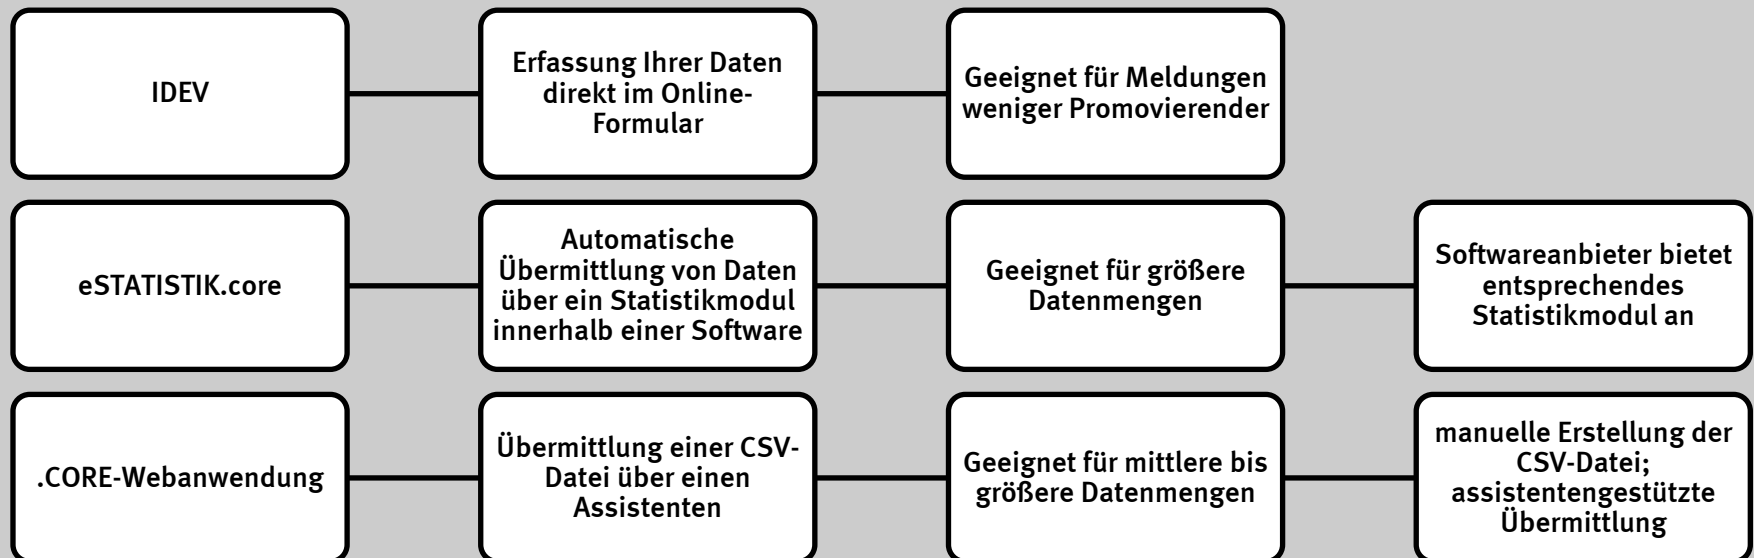 IDEV
Erfassung Ihrer Daten
direkt im Online-
Formular
Geeignet für Meldungen
weniger Promovierender
eSTATISTIK.core
Automatische
Übermittlung von Daten
über ein Statistikmodul
innerhalb einer Software
Geeignet für größere
Datenmengen
Softwareanbieter bietet
entsprechendes
Statistikmodul an
.CORE-Webanwendung
Übermittlung einer CSV-
Datei über einen
Assistenten
Geeignet für mittlere bis
größere Datenmengen
manuelle Erstellung der
CSV-Datei;
assistentengestützte
Übermittlung